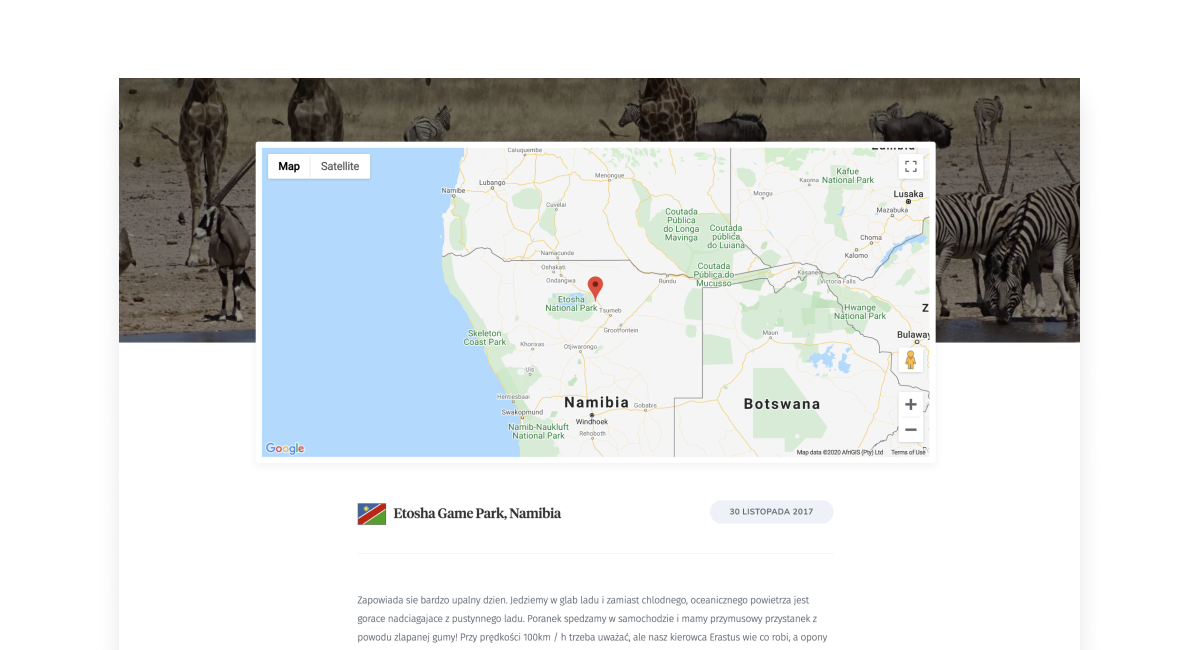 Zambia
Caluquembe
Map
Satellite
Menongue
Kafue
National Park
Lubango
Kaoma
Namibe
Mongu
Lusaka
Cuvelai
Coutada
Pública
do Longa
Mavinga
Mazabuka
Coutada
pública
do Luiana
Choma
Namacunde
Kalomo
Oshakati
Coutada
Pública do
Mucusso
Ondangwa
Rundu
Kasane
Victoria Falls
Etosha
National Park
Tsumeb
Hwange
National Park
Z
Grootfontein
Skeleton
Coast Park
Maun
Bulaway
Khorixas
Otjiwarongo
Uis
Hentiesbaai
Namibia
Gobabis
Botswana
Swakopmund
Windhoek
Namib-Naukluft
National Park
Rehoboth
Google
Map data ©2020 AfriGIS (Pty) Ltd
Terms of Use
Etosha Game Park, Namibia
30 LISTOPADA 2017
Zapowiada sie bardzo upalny dzien. Jedziemy w glab ladu i zamiast chlodnego, oceanicznego powietrza jest
gorace nadciagajace z pustynnego ladu. Poranek spedzamy w samochodzie i mamy przymusowy przystanek z
powodu zlapanej gumy! Przy prędkości 100km / h trzeba uważać, ale nasz kierowca Erastus wie co robi, a opony